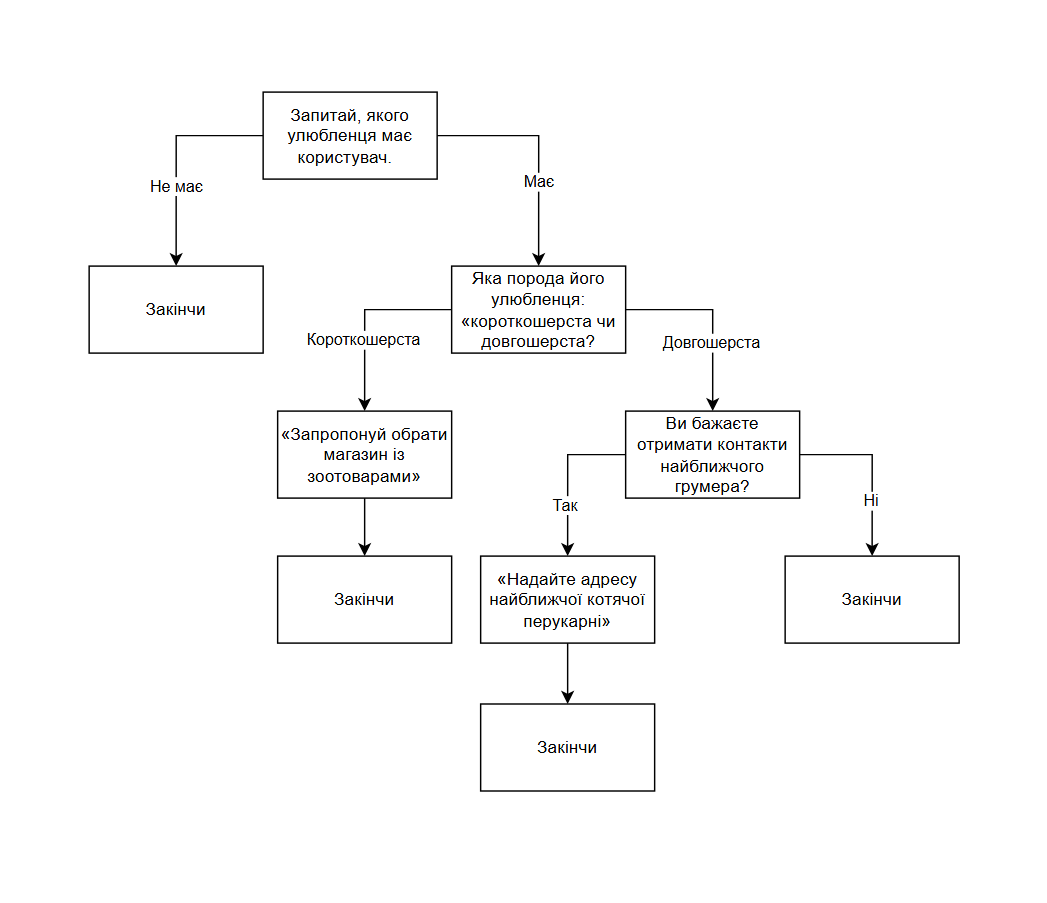 Запитай, якого
улюбленця має
користувач.
Не має
Має
Закінчи
Яка порода його
улюбленця:
«короткошерста чи
довгошерста?
Короткошерста
Довгошерста
«Запропонуй обрати
магазин із
зоотоварами»
Ви бажаєте
отримати контакти
найближчого
грумера?
Так
Ні
Закінчи
«Надайте адресу
найближчої котячої
перукарні»
Закінчи
Закінчи